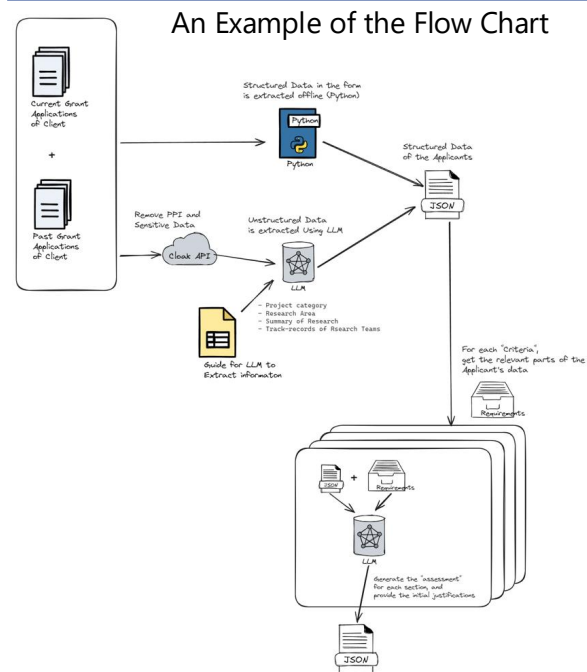 An Example of the Flow Chart
Current Grant
Applications
of Client
+
Past Grant
Applications
of Client
Structured Data in the form
is extracted offline (Python)
Python
Python
Structured Data
of the Applicants
JSON
Remove PPI and
Sensitive Data
Cloak API
Unstructured Data
is extracted Using LLM
LLM
- Project category
- Research Area
- Summary of Research
- Track-records of Rsearch Teams
Guide for LLM to
Extract informaton
For each "Criteria",
get the relevant parts of the
Applicant's data
Requirements
JSON
+
Requirements
LLM
Generate the "assessment"
for each section, and
provide the initial justifications
JSON